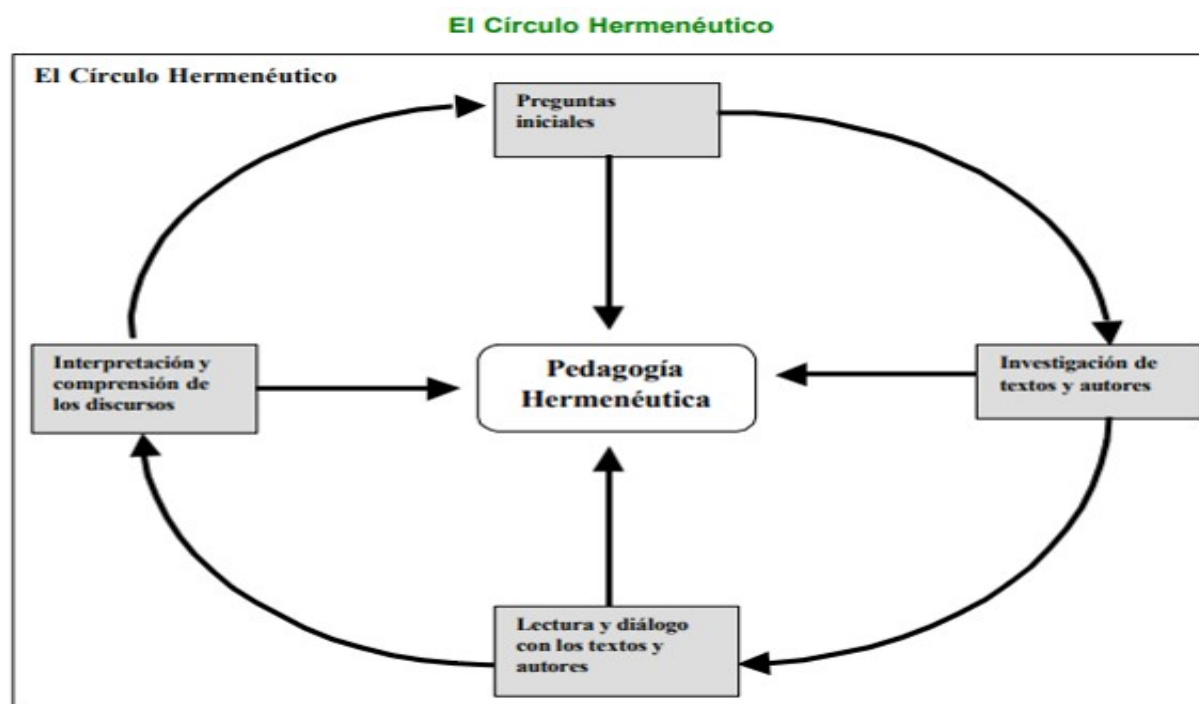 El Círculo Hermenéutico
El Círculo Hermenéutico
Preguntas
iniciales
Interpretación y
comprensión de
los discursos
Pedagogía
Hermenéutica
Investigación de
textos y autores
Lectura y diálogo
con los textos y
autores